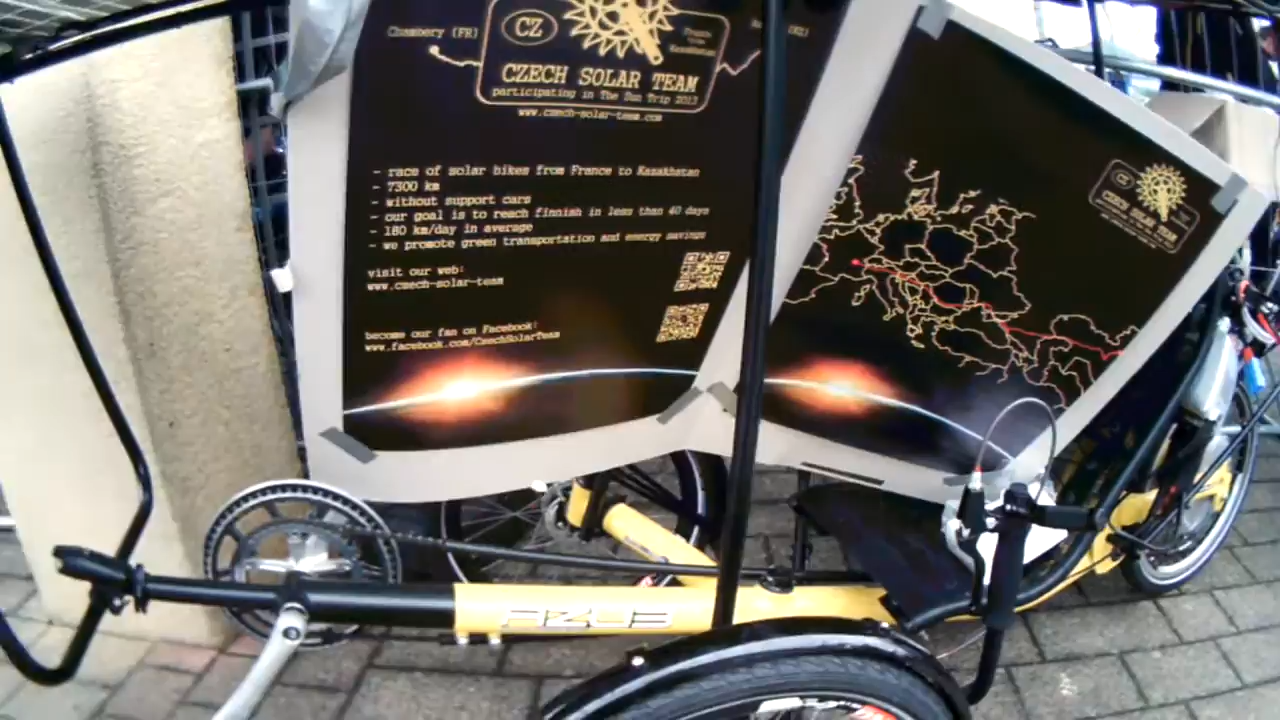 Chambery (FR)
CZ
CZECH SOLAR TEAM
participating in The Sun Trip 2013
www.czech-solar-team.com
- race of solar bikes from France to Kazakhstan
- 7300 km
- without support cars
- our goal is to reach finnish in less than 40 days
- 180 km/day in average
- we promote green transportation and energy savings
visit our web:
www.czech-solar-team
become our fan on Facebook:
www.facebook.com/CzechSolarTeam
CZ
CZECH SOLAR TEAM
AZUB